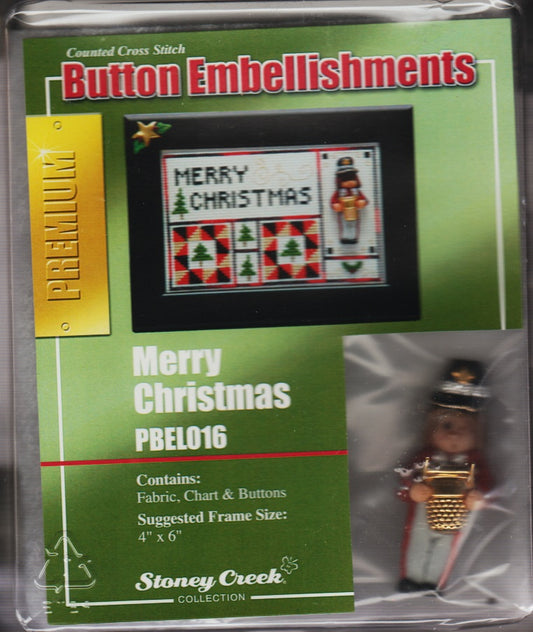 Counted Cross Stitch
Button Embellishments
PREMIUM
MERRY
CHRISTMAS
Merry
Christmas
PBEL016
Contains:
Fabric, Chart & Buttons
Suggested Frame Size:
4" x 6"
Stoney Creek®
COLLECTION